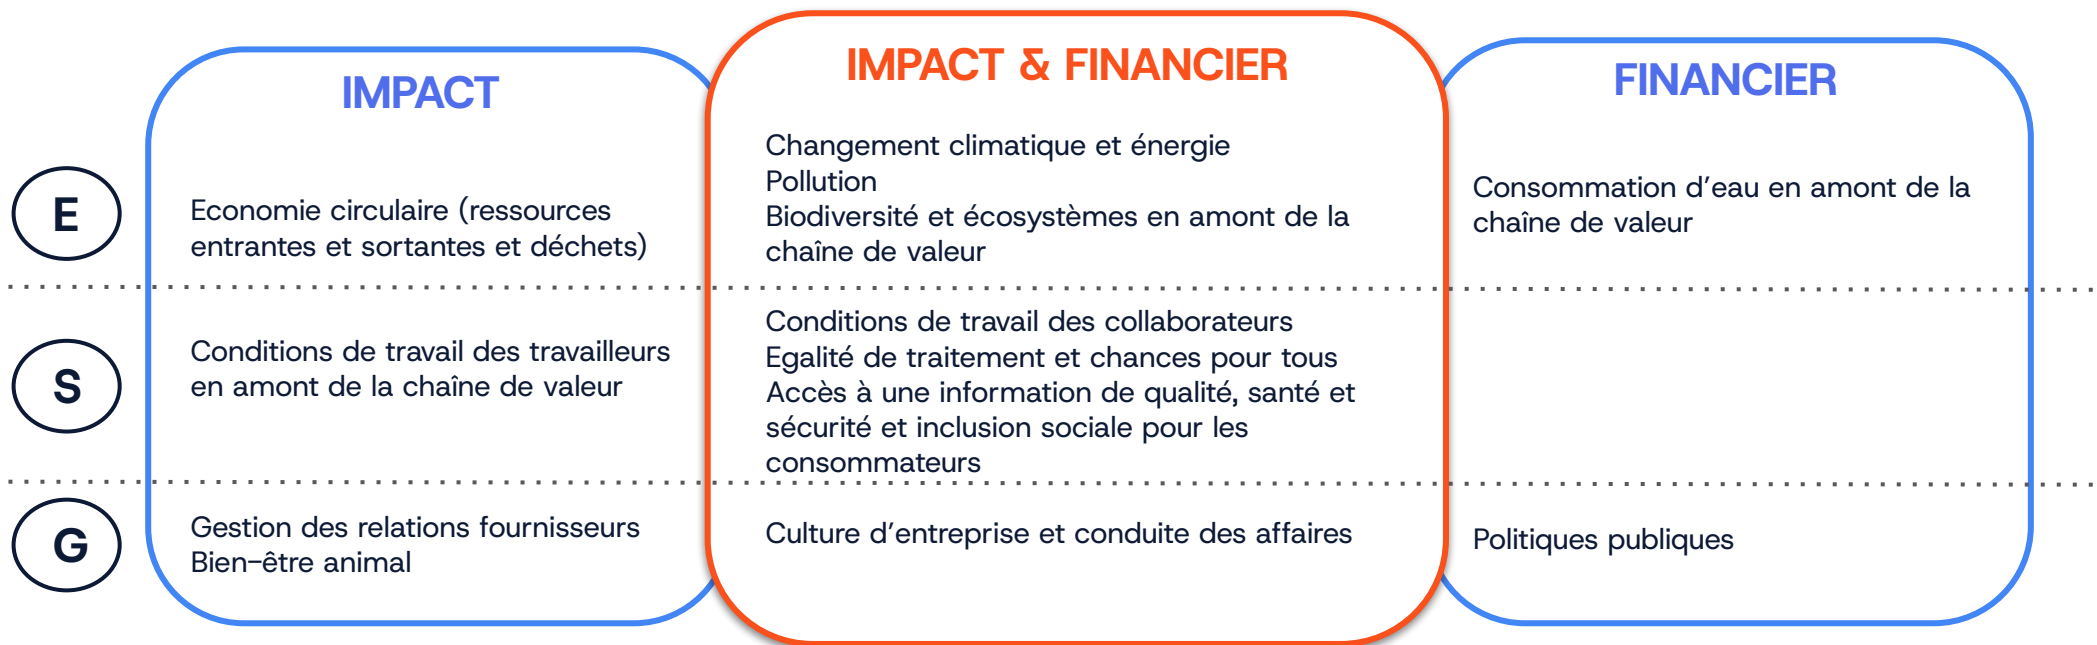 IMPACT
IMPACT & FINANCIER
FINANCIER
E
Economie circulaire (ressources
entrantes et sortantes et déchets)
Changement climatique et énergie
Pollution
Biodiversité et écosystèmes en amont de la
chaîne de valeur
Consommation d’eau en amont de la
chaîne de valeur
S
Conditions de travail des travailleurs
en amont de la chaîne de valeur
Conditions de travail des collaborateurs
Egalité de traitement et chances pour tous
Accès à une information de qualité, santé et
sécurité et inclusion sociale pour les
consommateurs
G
Gestion des relations fournisseurs
Bien-être animal
Culture d’entreprise et conduite des affaires
Politiques publiques